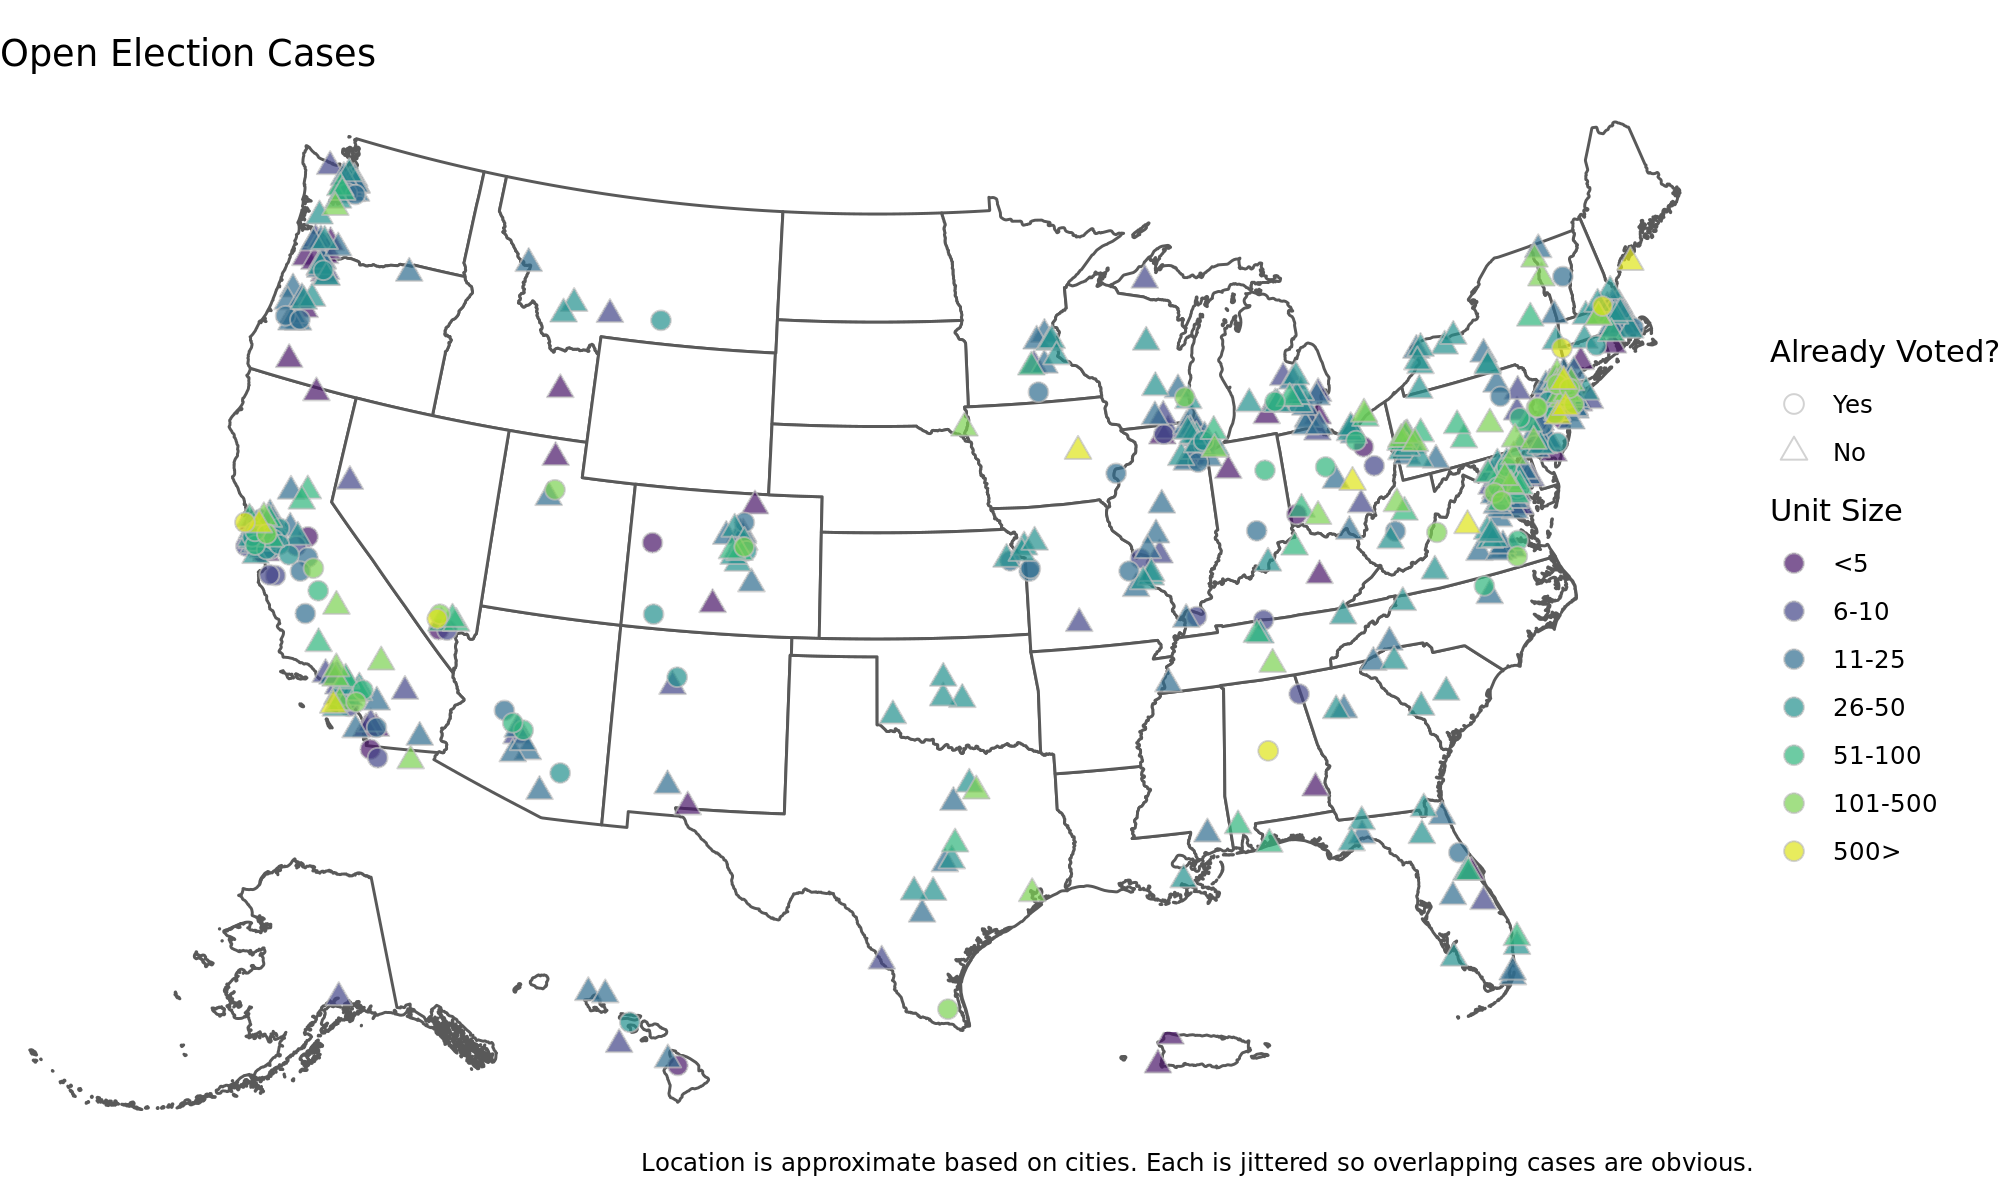 Open Election Cases
Already Voted?
Yes
No
Unit Size
<5
6-10
11-25
26-50
51-100
101-500
500>
Location is approximate based on cities. Each is jittered so overlapping cases are obvious.